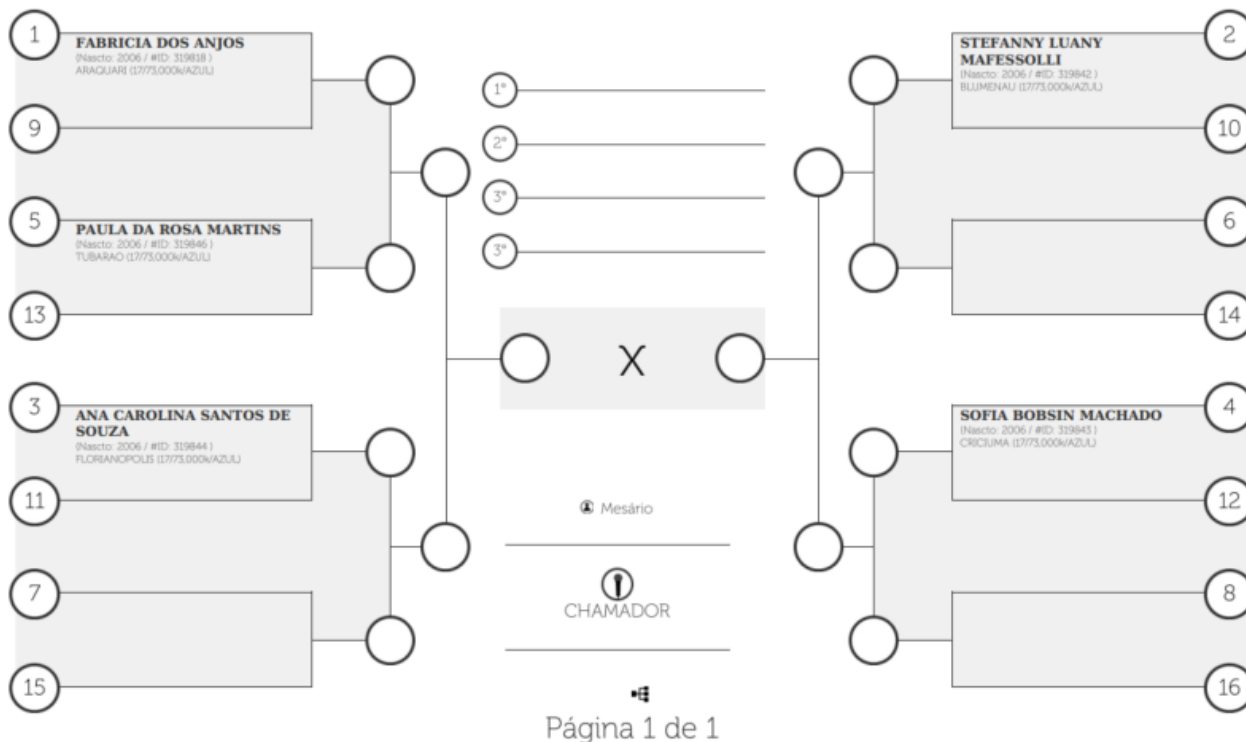 1
FABRICIA DOS ANJOS
(Nascto: 2006 / #ID: 319818 )
ARAQUARI (17/73,000k/AZUL)
9
5
PAULA DA ROSA MARTINS
(Nascto: 2006 / #ID: 319846 )
TUBARAO (17/73,000k/AZUL)
13
3
ANA CAROLINA SANTOS DE
SOUZA
(Nascto: 2006 / #ID: 319844 )
FLORIANOPOLIS (17/73,000k/AZUL)
11
7
15
1º
2º
3º
3º
X
Mesário
CHAMADOR
Página 1 de 1
2
STEFANNY LUANY
MAFESSOLLI
(Nascto: 2006 / #ID: 319842 )
BLUMENAU (17/73,000k/AZUL)
10
6
14
4
SOFIA BOBSIN MACHADO
(Nascto: 2006 / #ID: 319843 )
CRICIUMA (17/73,000k/AZUL)
12
8
16